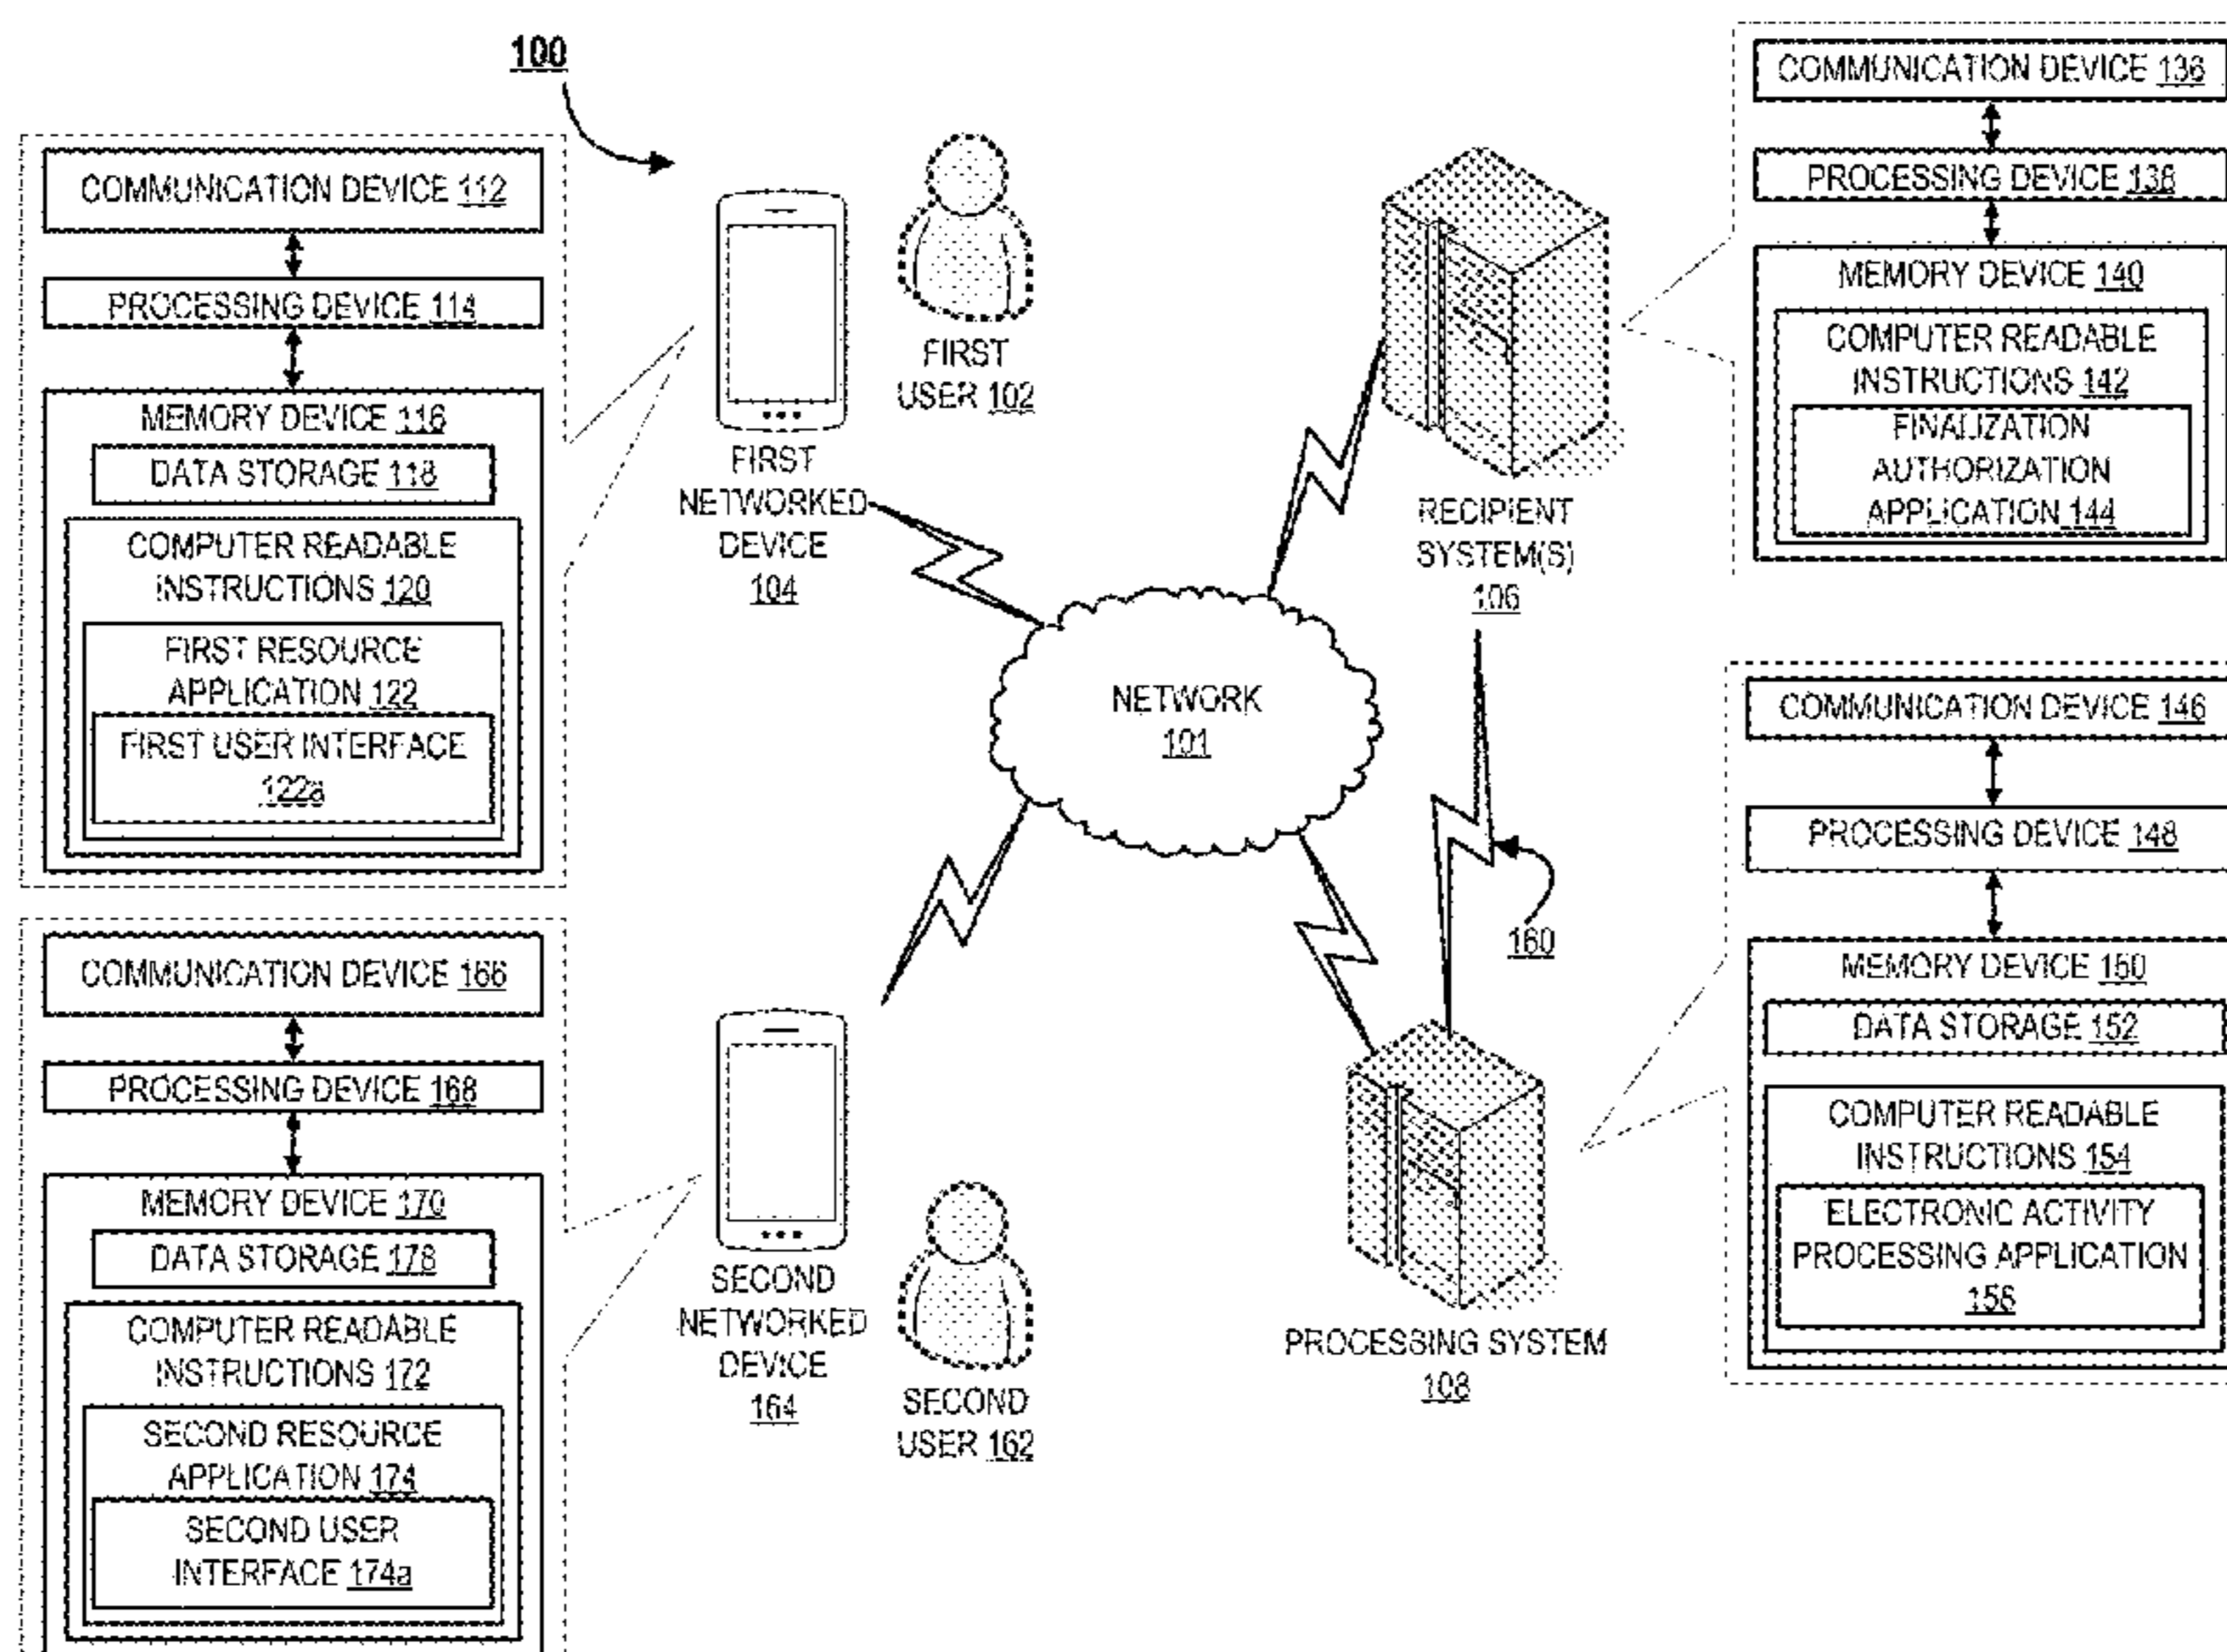 100
COMMUNICATION DEVICE 112
PROCESSING DEVICE 114
MEMORY DEVICE 116
DATA STORAGE 118
COMPUTER READABLE
INSTRUCTIONS 120
FIRST RESOURCE
APPLICATION 122
FIRST USER INTERFACE
122a
FIRST
NETWORKED
DEVICE
104
FIRST
USER 102
RECIPIENT
SYSTEM(S)
106
COMMUNICATION DEVICE 136
PROCESSING DEVICE 138
MEMORY DEVICE 140
COMPUTER READABLE
INSTRUCTIONS 142
FINALIZATION
AUTHORIZATION
APPLICATION 144
NETWORK
101
160
COMMUNICATION DEVICE 166
PROCESSING DEVICE 168
MEMORY DEVICE 170
DATA STORAGE 178
COMPUTER READABLE
INSTRUCTIONS 172
SECOND RESOURCE
APPLICATION 174
SECOND USER
INTERFACE 174a
SECOND
NETWORKED
DEVICE
164
SECOND
USER 162
PROCESSING SYSTEM
108
COMMUNICATION DEVICE 146
PROCESSING DEVICE 148
MEMORY DEVICE 150
DATA STORAGE 152
COMPUTER READABLE
INSTRUCTIONS 154
ELECTRONIC ACTIVITY
PROCESSING APPLICATION
156